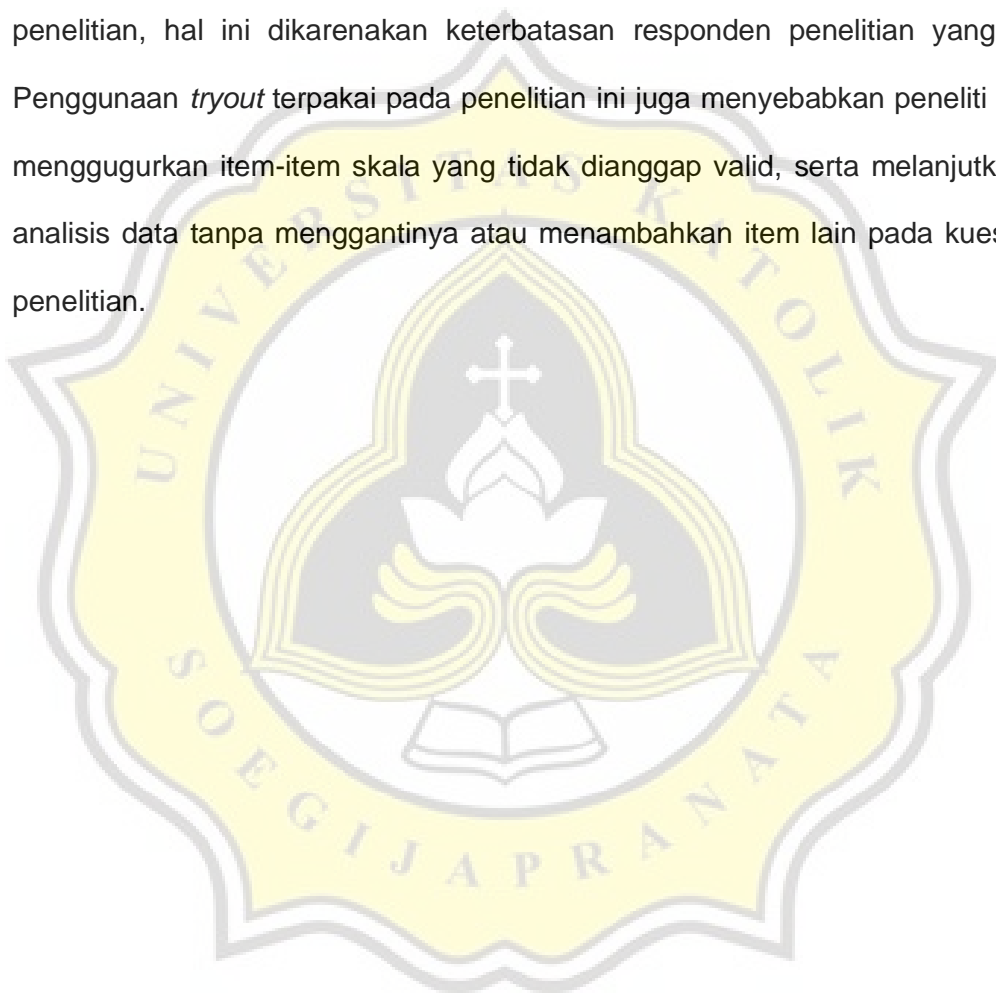 penelitian, hal ini dikarenakan keterbatasan responden penelitian yang
Penggunaan tryout terpakai pada penelitian ini juga menyebabkan peneliti
menggugurkan item-item skala yang tidak dianggap valid, serta melanjutk
analisis data tanpa menggantinya atau menambahkan item lain pada kues
penelitian.
UNIVERSITAS KATOLIK
SOEGIJAPRANATA